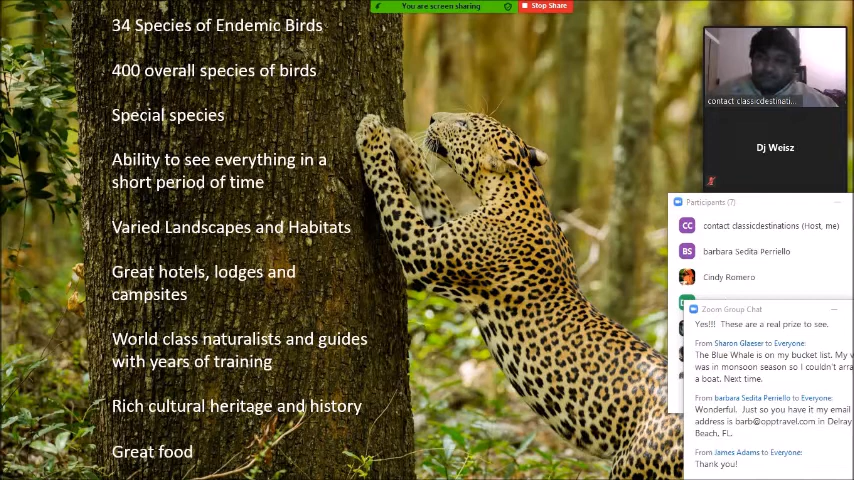 You are screen sharing
Stop Share
34 Species of Endemic Birds
400 overall species of birds
Special species
Ability to see everything in a
short period of time
Varied Landscapes and Habitats
Great hotels, lodges and
campsites
World class naturalists and guides
with years of training
Rich cultural heritage and history
Great food
contact classicdestinati...
Dj Weisz
Participants (7)
CC contact classicdestinations (Host, me)
BS barbara Sedita Perriello
Cindy Romero
Zoom Group Chat
Yes!!! These are a real prize to see.
From Sharon Glaeser to Everyone:
The Blue Whale is on my bucket list. My v
was in monsoon season so I couldn't arra
a boat. Next time.
From barbara Sedita Perriello to Everyone:
Wonderful. Just so you have it my email
address is barb@opptravel.com in Delray
Beach, FL.
From James Adams to Everyone:
Thank you!